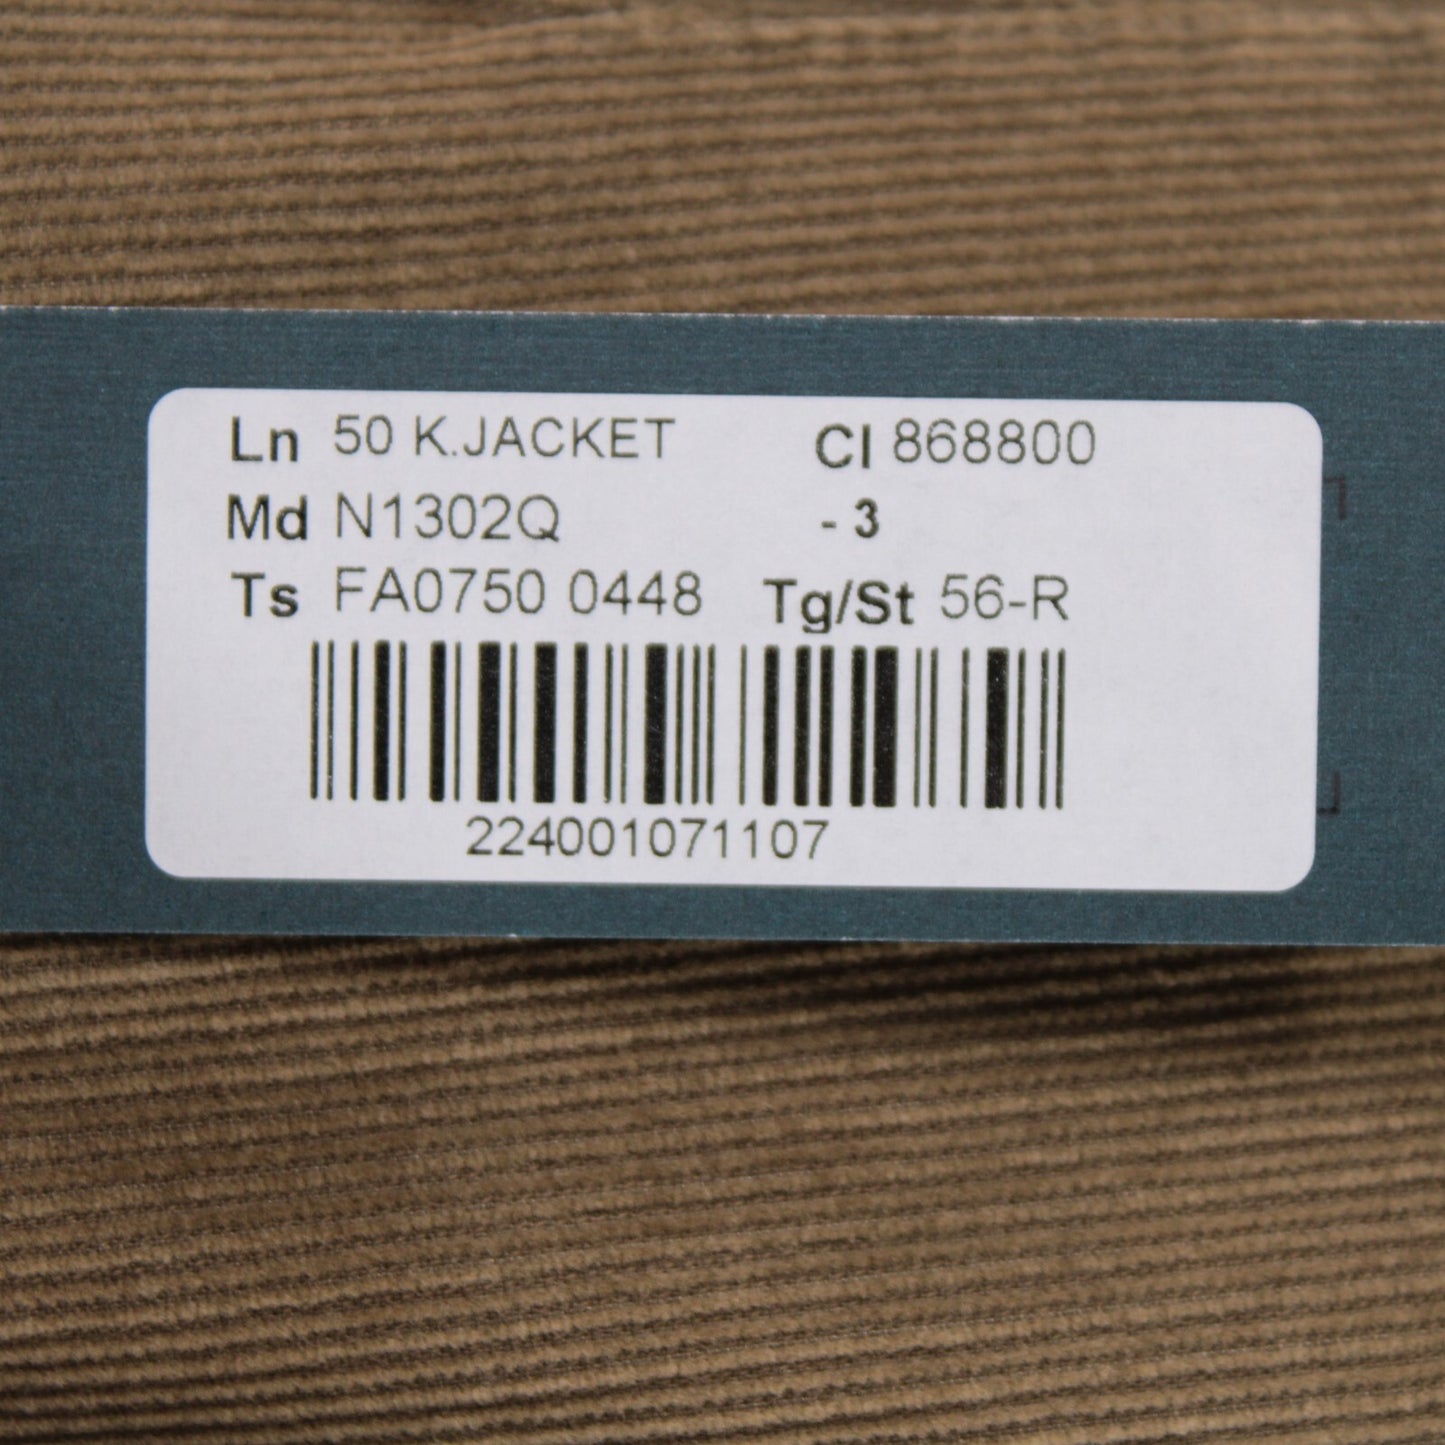 Ln 50 K.JACKET Cl 868800
Md N1302Q - 3
Ts FA0750 0448 Tg/St 56-R
224001071107